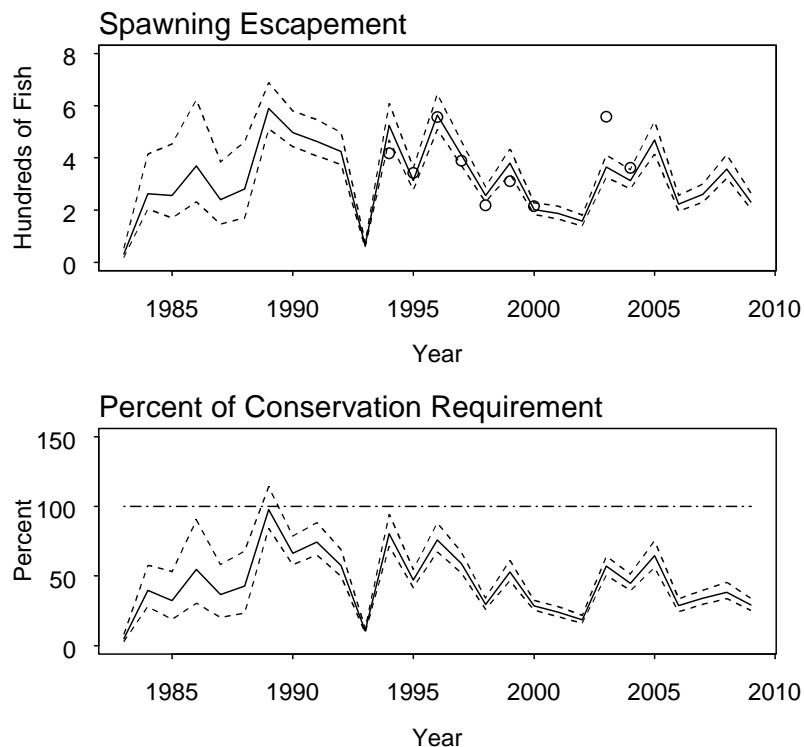 Spawning Escapement
8
6
4
2
0
Hundreds of Fish
1985 1990 1995 2000 2005 2010
Year
Percent of Conservation Requirement
150
100
50
0
Percent
1985 1990 1995 2000 2005 2010
Year